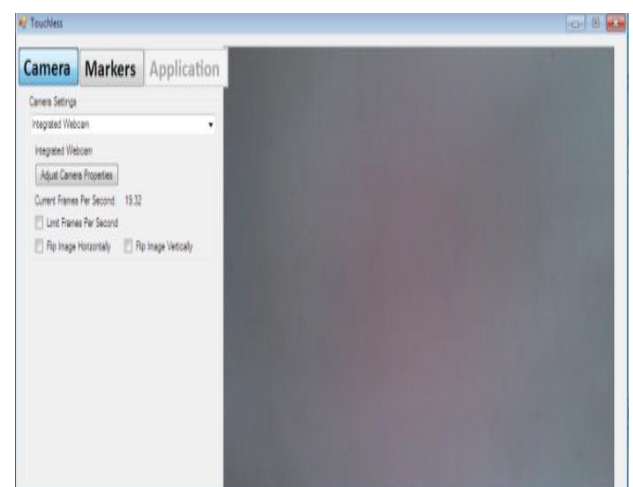 Touchless
Camera Markers Application
Camera Settings
Integrated Webcam
Integrated Webcam
Adjust Camera Properties
Current Frames Per Second: 19.32
Limit Frames Per Second
Flip Image Horizontally Flip Image Vertically